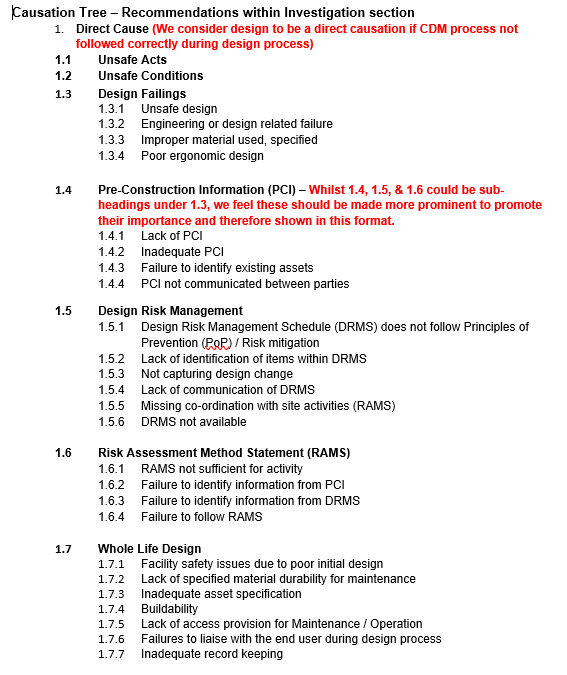 Causation Tree – Recommendations within Investigation section
1. Direct Cause (We consider design to be a direct causation if CDM process not
followed correctly during design process)
1.1 Unsafe Acts
1.2 Unsafe Conditions
1.3 Design Failings
1.3.1 Unsafe design
1.3.2 Engineering or design related failure
1.3.3 Improper material used, specified
1.3.4 Poor ergonomic design
1.4 Pre-Construction Information (PCI) – Whilst 1.4, 1.5, & 1.6 could be sub-
headings under 1.3, we feel these should be made more prominent to promote
their importance and therefore shown in this format.
1.4.1 Lack of PCI
1.4.2 Inadequate PCI
1.4.3 Failure to identify existing assets
1.4.4 PCI not communicated between parties
1.5 Design Risk Management
1.5.1 Design Risk Management Schedule (DRMS) does not follow Principles of
Prevention (PoP) / Risk mitigation
1.5.2 Lack of identification of items within DRMS
1.5.3 Not capturing design change
1.5.4 Lack of communication of DRMS
1.5.5 Missing co-ordination with site activities (RAMS)
1.5.6 DRMS not available
1.6 Risk Assessment Method Statement (RAMS)
1.6.1 RAMS not sufficient for activity
1.6.2 Failure to identify information from PCI
1.6.3 Failure to identify information from DRMS
1.6.4 Failure to follow RAMS
1.7 Whole Life Design
1.7.1 Facility safety issues due to poor initial design
1.7.2 Lack of specified material durability for maintenance
1.7.3 Inadequate asset specification
1.7.4 Buildability
1.7.5 Lack of access provision for Maintenance / Operation
1.7.6 Failures to liaise with the end user during design process
1.7.7 Inadequate record keeping